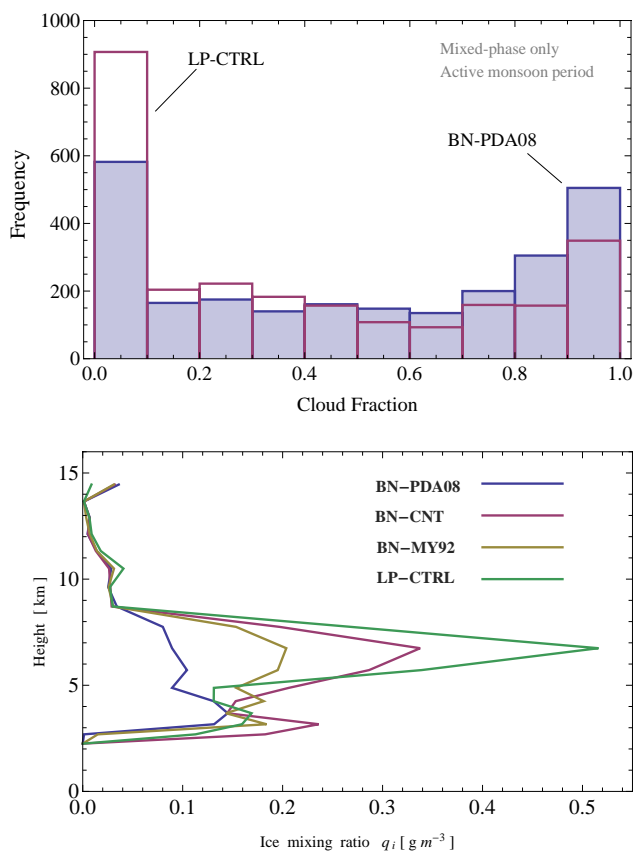 1000
800
600
400
200
0
Frequency
LP-CTRL
Mixed-phase only
Active monsoon period
BN-PDA08
0.0 0.2 0.4 0.6 0.8 1.0
Cloud Fraction
15
10
5
0
Height [ km ]
BN−PDA08
BN−CNT
BN−MY92
LP−CTRL
0.0 0.1 0.2 0.3 0.4 0.5
Ice mixing ratio q i [ g m−3 ]